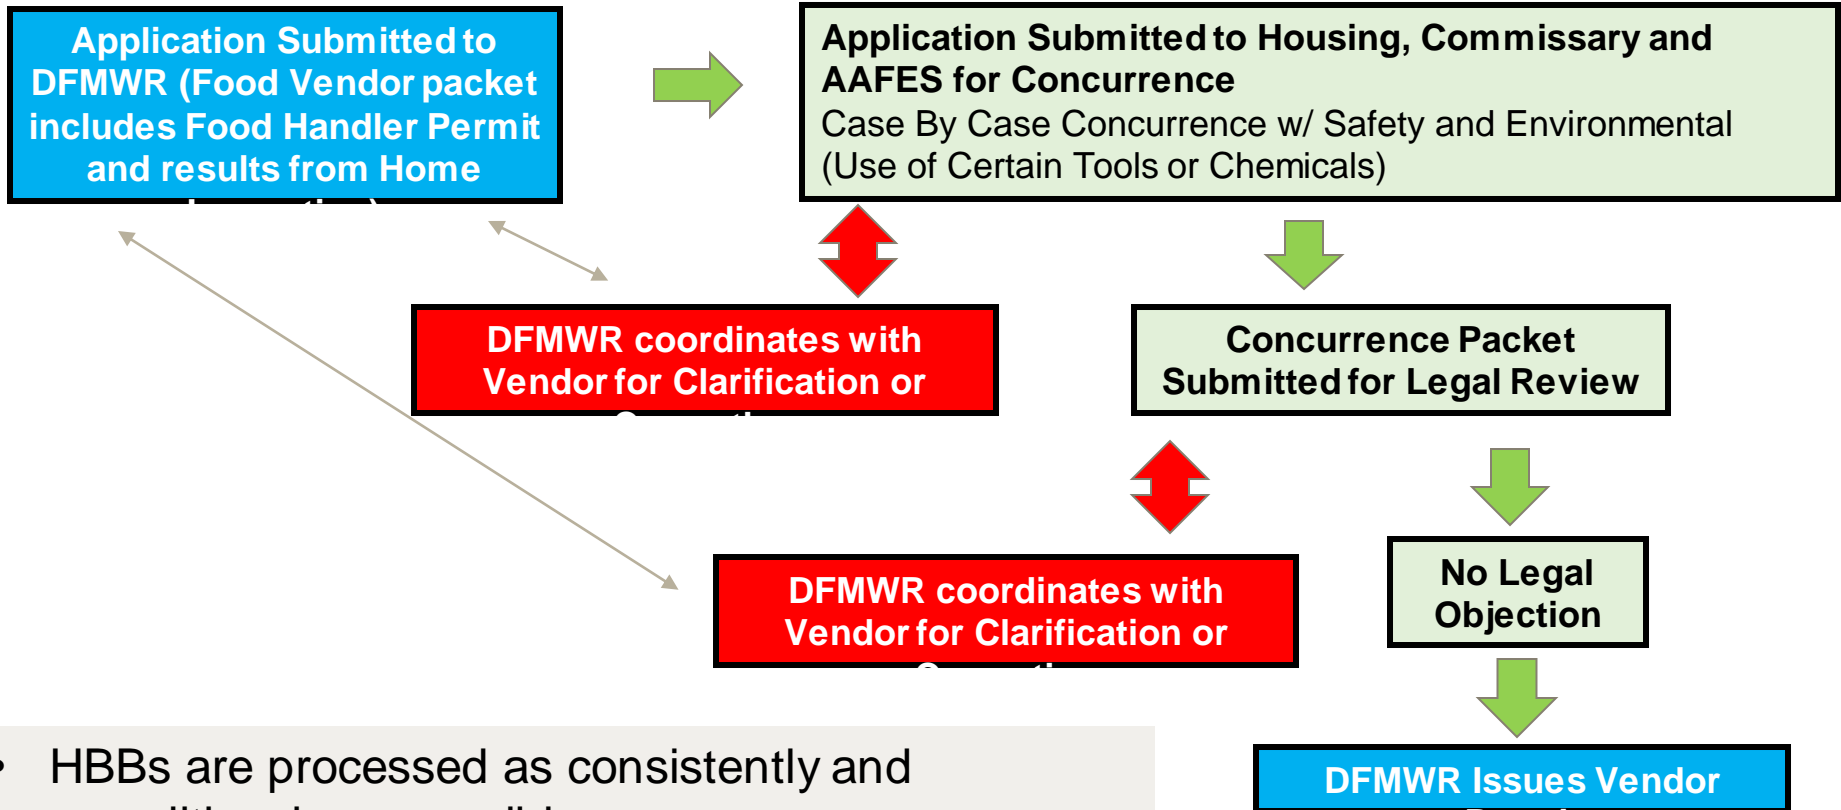 Application Submitted to
DFMWR (Food Vendor packet
includes Food Handler Permit
and results from Home
Application Submitted to Housing, Commissary and
AAFES for Concurrence
Case By Case Concurrence w/ Safety and Environmental
(Use of Certain Tools or Chemicals)
DFMWR coordinates with
Vendor for Clarification or
Concurrence Packet
Submitted for Legal Review
DFMWR coordinates with
Vendor for Clarification or
No Legal
Objection
• HBBs are processed as consistently and
DFMWR Issues Vendor